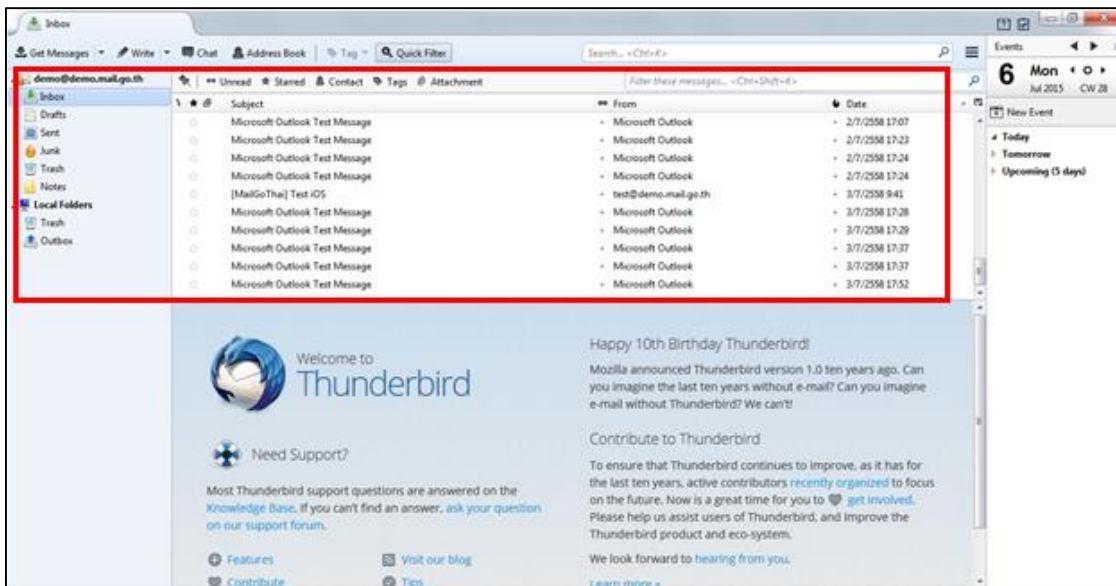 Inbox
Get Messages Write Chat Address Book Tag Quick Filter Search... <Ctrl+K>
Events
demo@demo.mail.go.th
Unread Starred Contact Tags Attachment Filter these messages... <Ctrl+Shift+K>
6 Mon
Jul 2015 CW 28
New Event
Today
Tomorrow
Upcoming (5 days)
Inbox
Drafts
Sent
Junk
Trash
Notes
Local Folders
Trash
Outbox
Subject From Date
Microsoft Outlook Test Message Microsoft Outlook 2/7/2558 17:07
Microsoft Outlook Test Message Microsoft Outlook 2/7/2558 17:23
Microsoft Outlook Test Message Microsoft Outlook 2/7/2558 17:24
Microsoft Outlook Test Message Microsoft Outlook 2/7/2558 17:24
[MailGoThai] Test iOS test@demo.mail.go.th 3/7/2558 9:41
Microsoft Outlook Test Message Microsoft Outlook 3/7/2558 17:28
Microsoft Outlook Test Message Microsoft Outlook 3/7/2558 17:29
Microsoft Outlook Test Message Microsoft Outlook 3/7/2558 17:37
Microsoft Outlook Test Message Microsoft Outlook 3/7/2558 17:37
Microsoft Outlook Test Message Microsoft Outlook 3/7/2558 17:52
Welcome to
Thunderbird
Need Support?
Most Thunderbird support questions are answered on the
Knowledge Base. If you can't find an answer, ask your question
on our support forum.
Features Visit our blog
Contribute Tips
Happy 10th Birthday Thunderbird!
Mozilla announced Thunderbird version 1.0 ten years ago. Can
you imagine the last ten years without e-mail? Can you imagine
e-mail without Thunderbird? We can't!
Contribute to Thunderbird
To ensure that Thunderbird continues to improve, as it has for
the last ten years, active contributors recently organized to focus
on the future. Now is a great time for you to get involved.
Please help us assist users of Thunderbird, and improve the
Thunderbird product and eco-system.
We look forward to hearing from you.
Learn more »